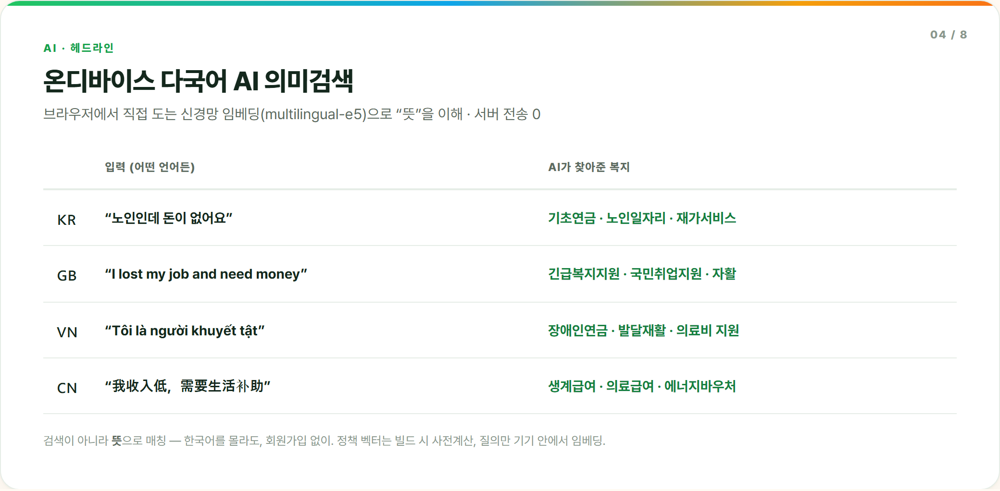 04 / 8
AI · 헤드라인
온디바이스 다국어 AI 의미검색
브라우저에서 직접 도는 신경망 임베딩(multilingual-e5)으로 “뜻”을 이해 · 서버 전송 0
입력 (어떤 언어든) AI가 찾아준 복지
KR “노인인데 돈이 없어요” 기초연금 · 노인일자리 · 재가서비스
GB “I lost my job and need money” 긴급복지지원 · 국민취업지원 · 자활
VN “Tôi là người khuyết tật” 장애인연금 · 발달재활 · 의료비 지원
CN “我收入低，需要生活补助” 생계급여 · 의료급여 · 에너지바우처
검색이 아니라 뜻으로 매칭 — 한국어를 몰라도, 회원가입 없이. 정책 벡터는 빌드 시 사전계산, 질의만 기기 안에서 임베딩.